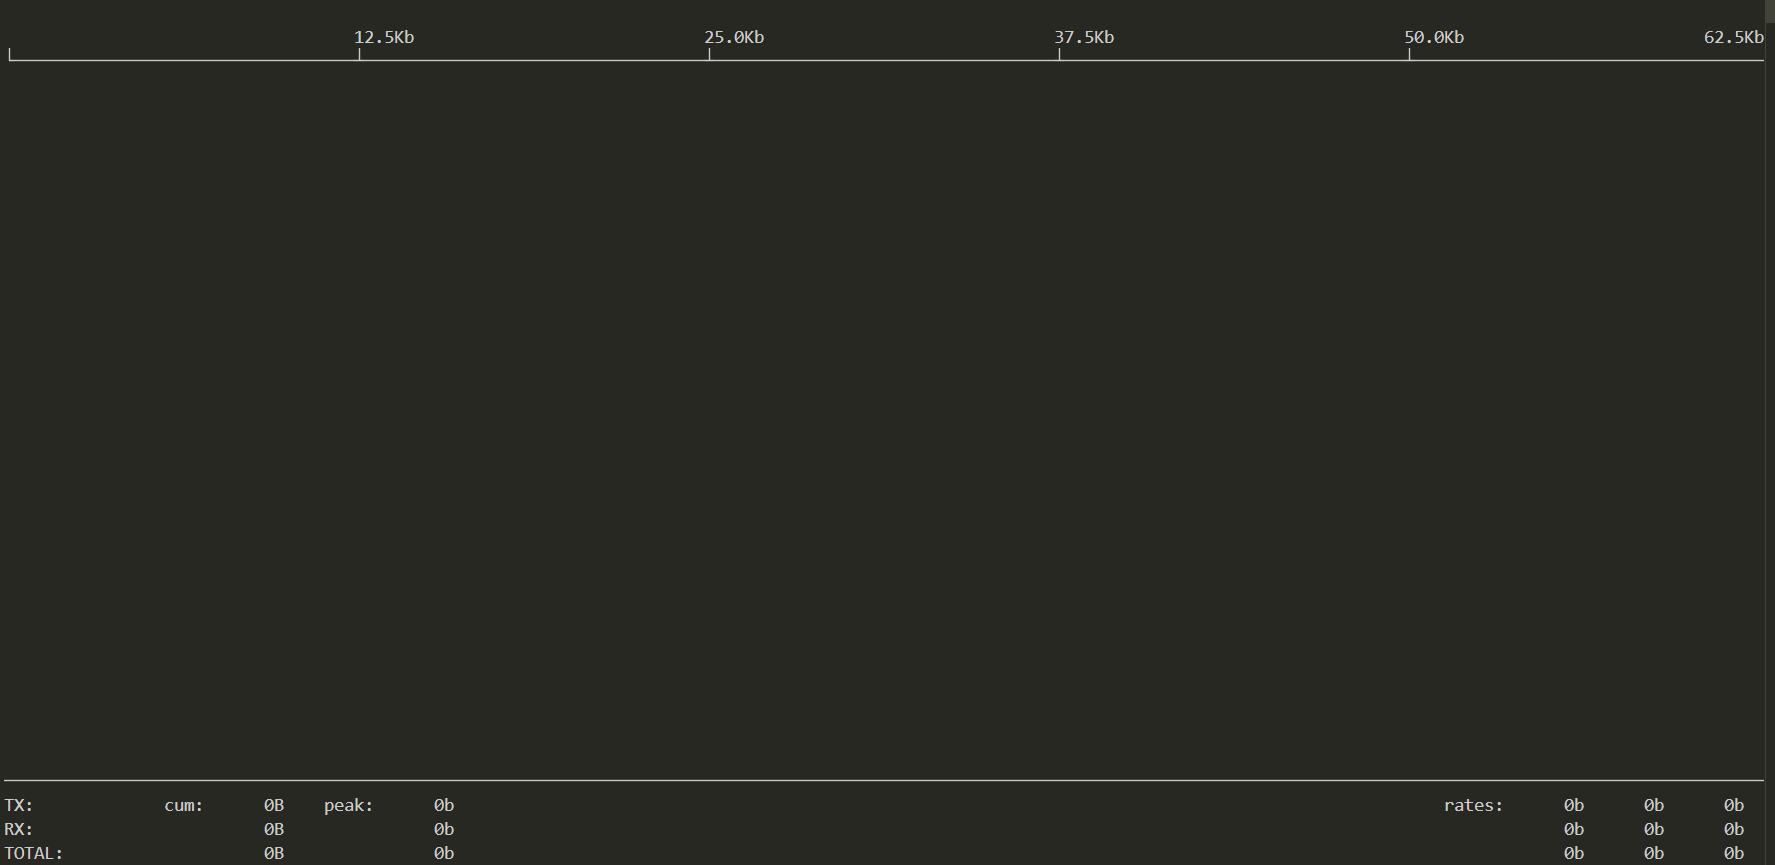 12.5Kb 25.0Kb 37.5Kb 50.0Kb 62.5Kb
TX: cum: 0B peak: 0b rates: 0b 0b 0b
RX: 0B 0b 0b 0b 0b
TOTAL: 0B 0b 0b 0b 0b